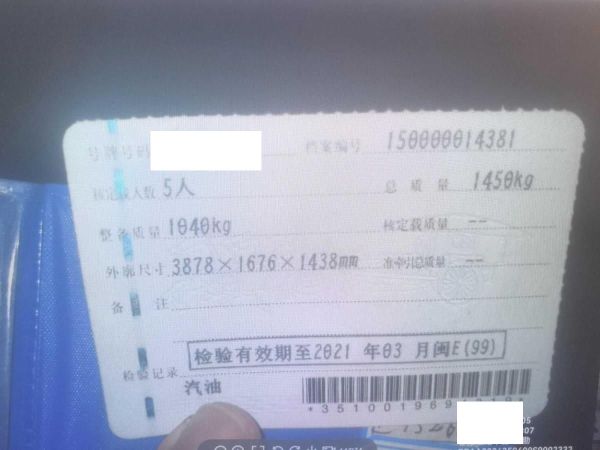 号牌号码 档案编号 150000014381
核定载人数 5人 总质量 1450kg
整备质量 1040kg 核定载质量 --
外廓尺寸 3878×1676×1438mm 准牵引总质量 --
备注
检验记录 检验有效期至2021年03月闽E(99)
汽油